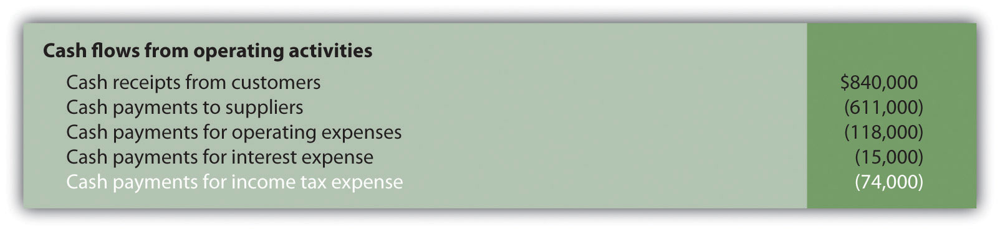 Cash flows from operating activities
Cash receipts from customers $840,000
Cash payments to suppliers (611,000)
Cash payments for operating expenses (118,000)
Cash payments for interest expense (15,000)
Cash payments for income tax expense (74,000)